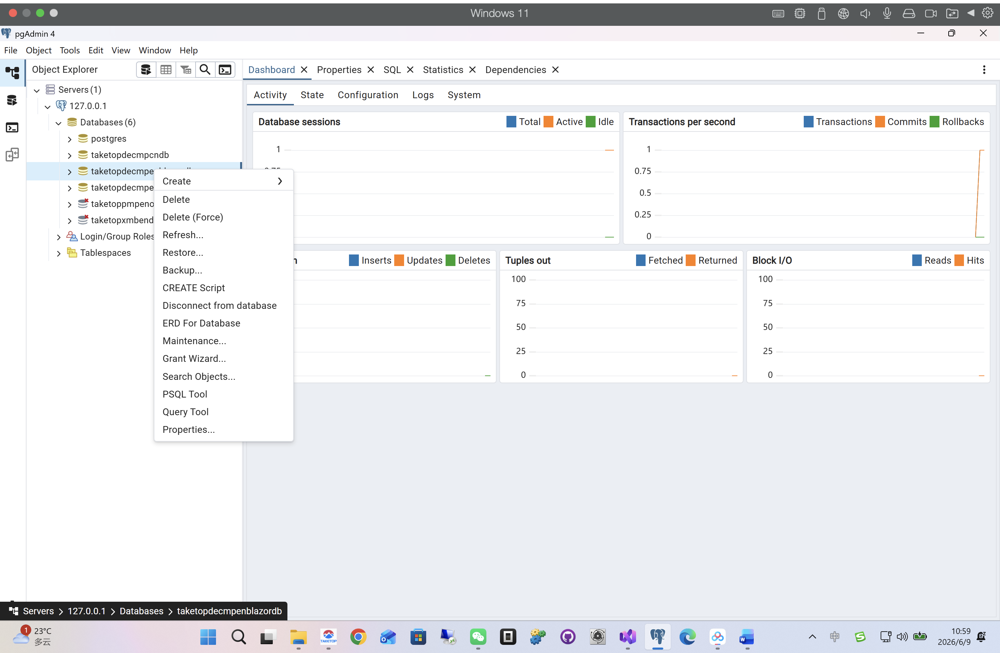 Windows 11
pgAdmin 4
File Object Tools Edit View Window Help
Object Explorer
Dashboard Properties SQL Statistics Dependencies
Servers (1)
127.0.0.1
Databases (6)
postgres
taketopdecmpcndb
taketopdecmpe
taketopdecmpe
taketoppmpeno
taketopxmbend
Login/Group Roles
Tablespaces
Create
Delete
Delete (Force)
Refresh...
Restore...
Backup...
CREATE Script
Disconnect from database
ERD For Database
Maintenance...
Grant Wizard...
Search Objects...
PSQL Tool
Query Tool
Properties...
Activity State Configuration Logs System
Database sessions Total Active Idle
1
Transactions per second Transactions Commits Rollbacks
1
0.75
0.5
0.25
0
Inserts Updates Deletes
Tuples out Fetched Returned
100
75
50
25
0
Block I/O Reads Hits
100
75
50
25
0
Servers > 127.0.0.1 > Databases > taketopdecmpenblazordb
1
23°C
多云
TAKETOP
中
10:59
2026/6/9